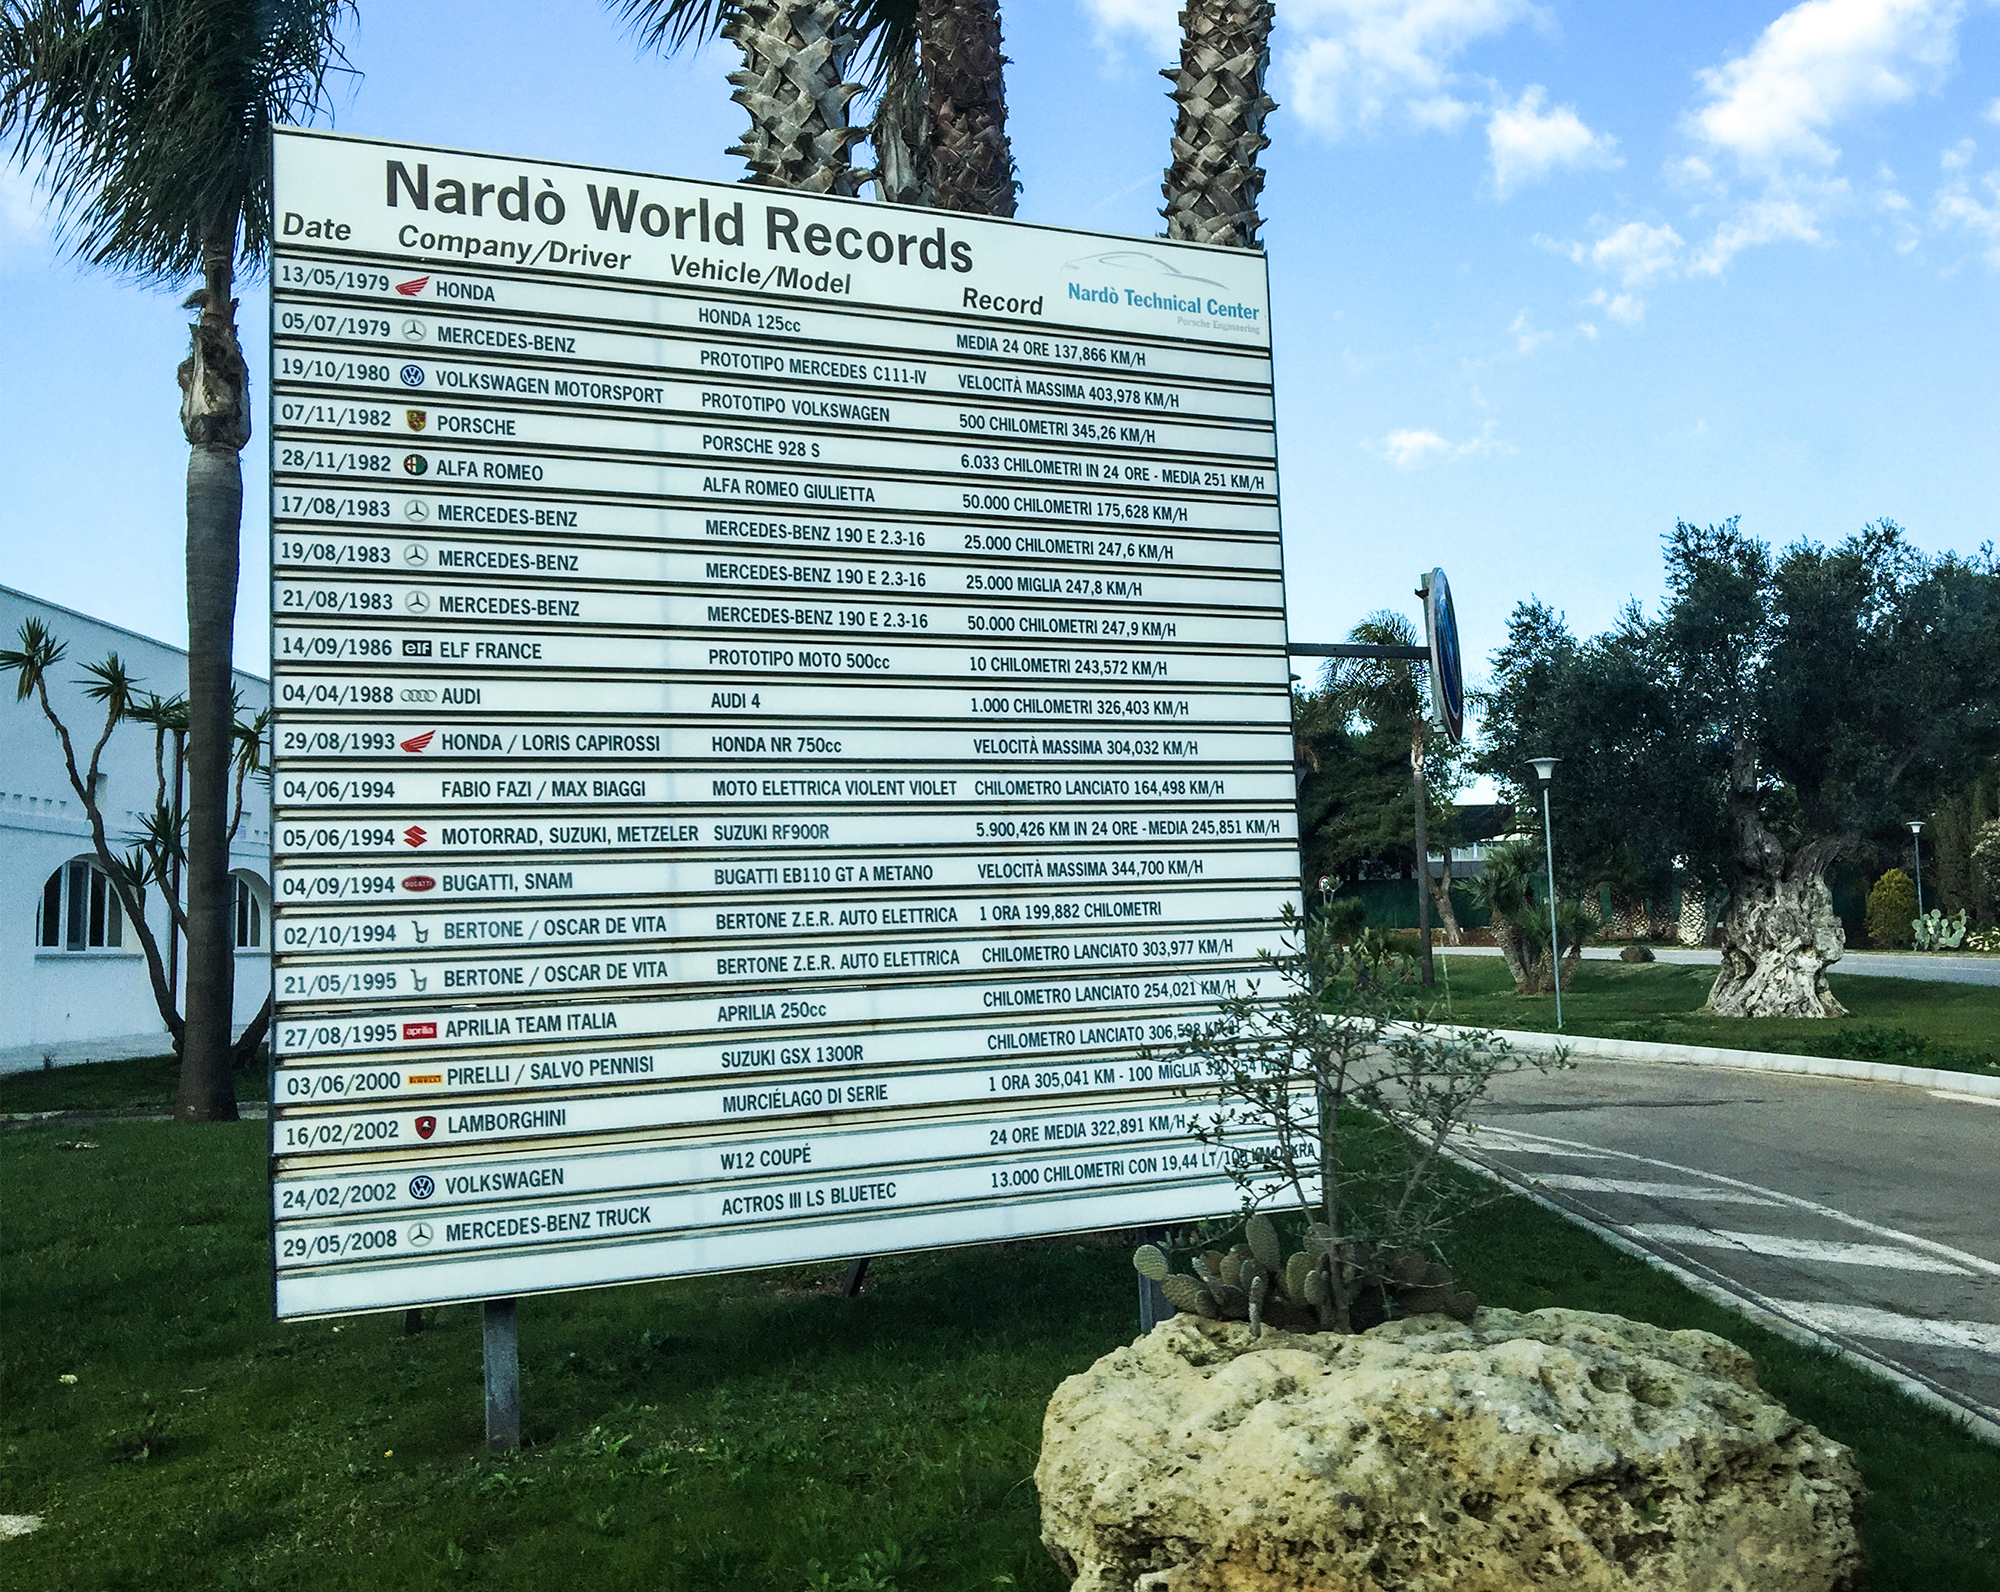 Nardò World Records
Date Company/Driver Vehicle/Model Record
Nardò Technical Center
Porsche Engineering
13/05/1979 HONDA HONDA 125cc MEDIA 24 ORE 137,866 KM/H
05/07/1979 MERCEDES-BENZ PROTOTIPO MERCEDES C111-IV VELOCITÀ MASSIMA 403,978 KM/H
19/10/1980 VOLKSWAGEN MOTORSPORT PROTOTIPO VOLKSWAGEN 500 CHILOMETRI 345,26 KM/H
07/11/1982 PORSCHE PORSCHE 928 S 6.033 CHILOMETRI IN 24 ORE - MEDIA 251 KM/H
28/11/1982 ALFA ROMEO ALFA ROMEO GIULIETTA 50.000 CHILOMETRI 175,628 KM/H
17/08/1983 MERCEDES-BENZ MERCEDES-BENZ 190 E 2.3-16 25.000 CHILOMETRI 247,6 KM/H
19/08/1983 MERCEDES-BENZ MERCEDES-BENZ 190 E 2.3-16 25.000 MIGLIA 247,8 KM/H
21/08/1983 MERCEDES-BENZ MERCEDES-BENZ 190 E 2.3-16 50.000 CHILOMETRI 247,9 KM/H
14/09/1986 elf ELF FRANCE PROTOTIPO MOTO 500cc 10 CHILOMETRI 243,572 KM/H
04/04/1988 AUDI AUDI 4 1.000 CHILOMETRI 326,403 KM/H
29/08/1993 HONDA / LORIS CAPIROSSI HONDA NR 750cc VELOCITÀ MASSIMA 304,032 KM/H
04/06/1994 FABIO FAZI / MAX BIAGGI MOTO ELETTRICA VIOLENT VIOLET CHILOMETRO LANCIATO 164,498 KM/H
05/06/1994 MOTORRAD, SUZUKI, METZELER SUZUKI RF900R 5.900,426 KM IN 24 ORE - MEDIA 245,851 KM/H
04/09/1994 BUGATTI BUGATTI, SNAM BUGATTI EB110 GT A METANO VELOCITÀ MASSIMA 344,700 KM/H
02/10/1994 BERTONE / OSCAR DE VITA BERTONE Z.E.R. AUTO ELETTRICA 1 ORA 199,882 CHILOMETRI
21/05/1995 BERTONE / OSCAR DE VITA BERTONE Z.E.R. AUTO ELETTRICA CHILOMETRO LANCIATO 303,977 KM/H
27/08/1995 aprilia APRILIA TEAM ITALIA APRILIA 250cc CHILOMETRO LANCIATO 254,021 KM/H
03/06/2000 PIRELLI PIRELLI / SALVO PENNISI SUZUKI GSX 1300R CHILOMETRO LANCIATO 306,598 KM/H
16/02/2002 LAMBORGHINI MURCIÉLAGO DI SERIE 1 ORA 305,041 KM - 100 MIGLIA 320,254
24/02/2002 VOLKSWAGEN W12 COUPÉ 24 ORE MEDIA 322,891 KM/H
29/05/2008 MERCEDES-BENZ TRUCK ACTROS III LS BLUETEC 13.000 CHILOMETRI CON 19,44